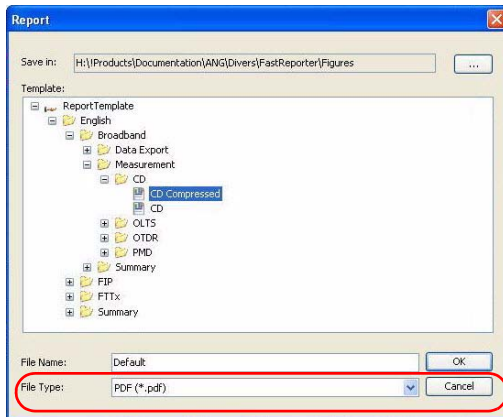 Report
Save in: H:\!Products\Documentation\ANG\Divers\FastReporter\Figures ...
Template:
ReportTemplate
English
Broadband
Data Export
Measurement
CD
CD Compressed
CD
OLTS
OTDR
PMD
Summary
FIP
FTTx
Summary
File Name: Default OK
File Type: PDF (*.pdf) Cancel